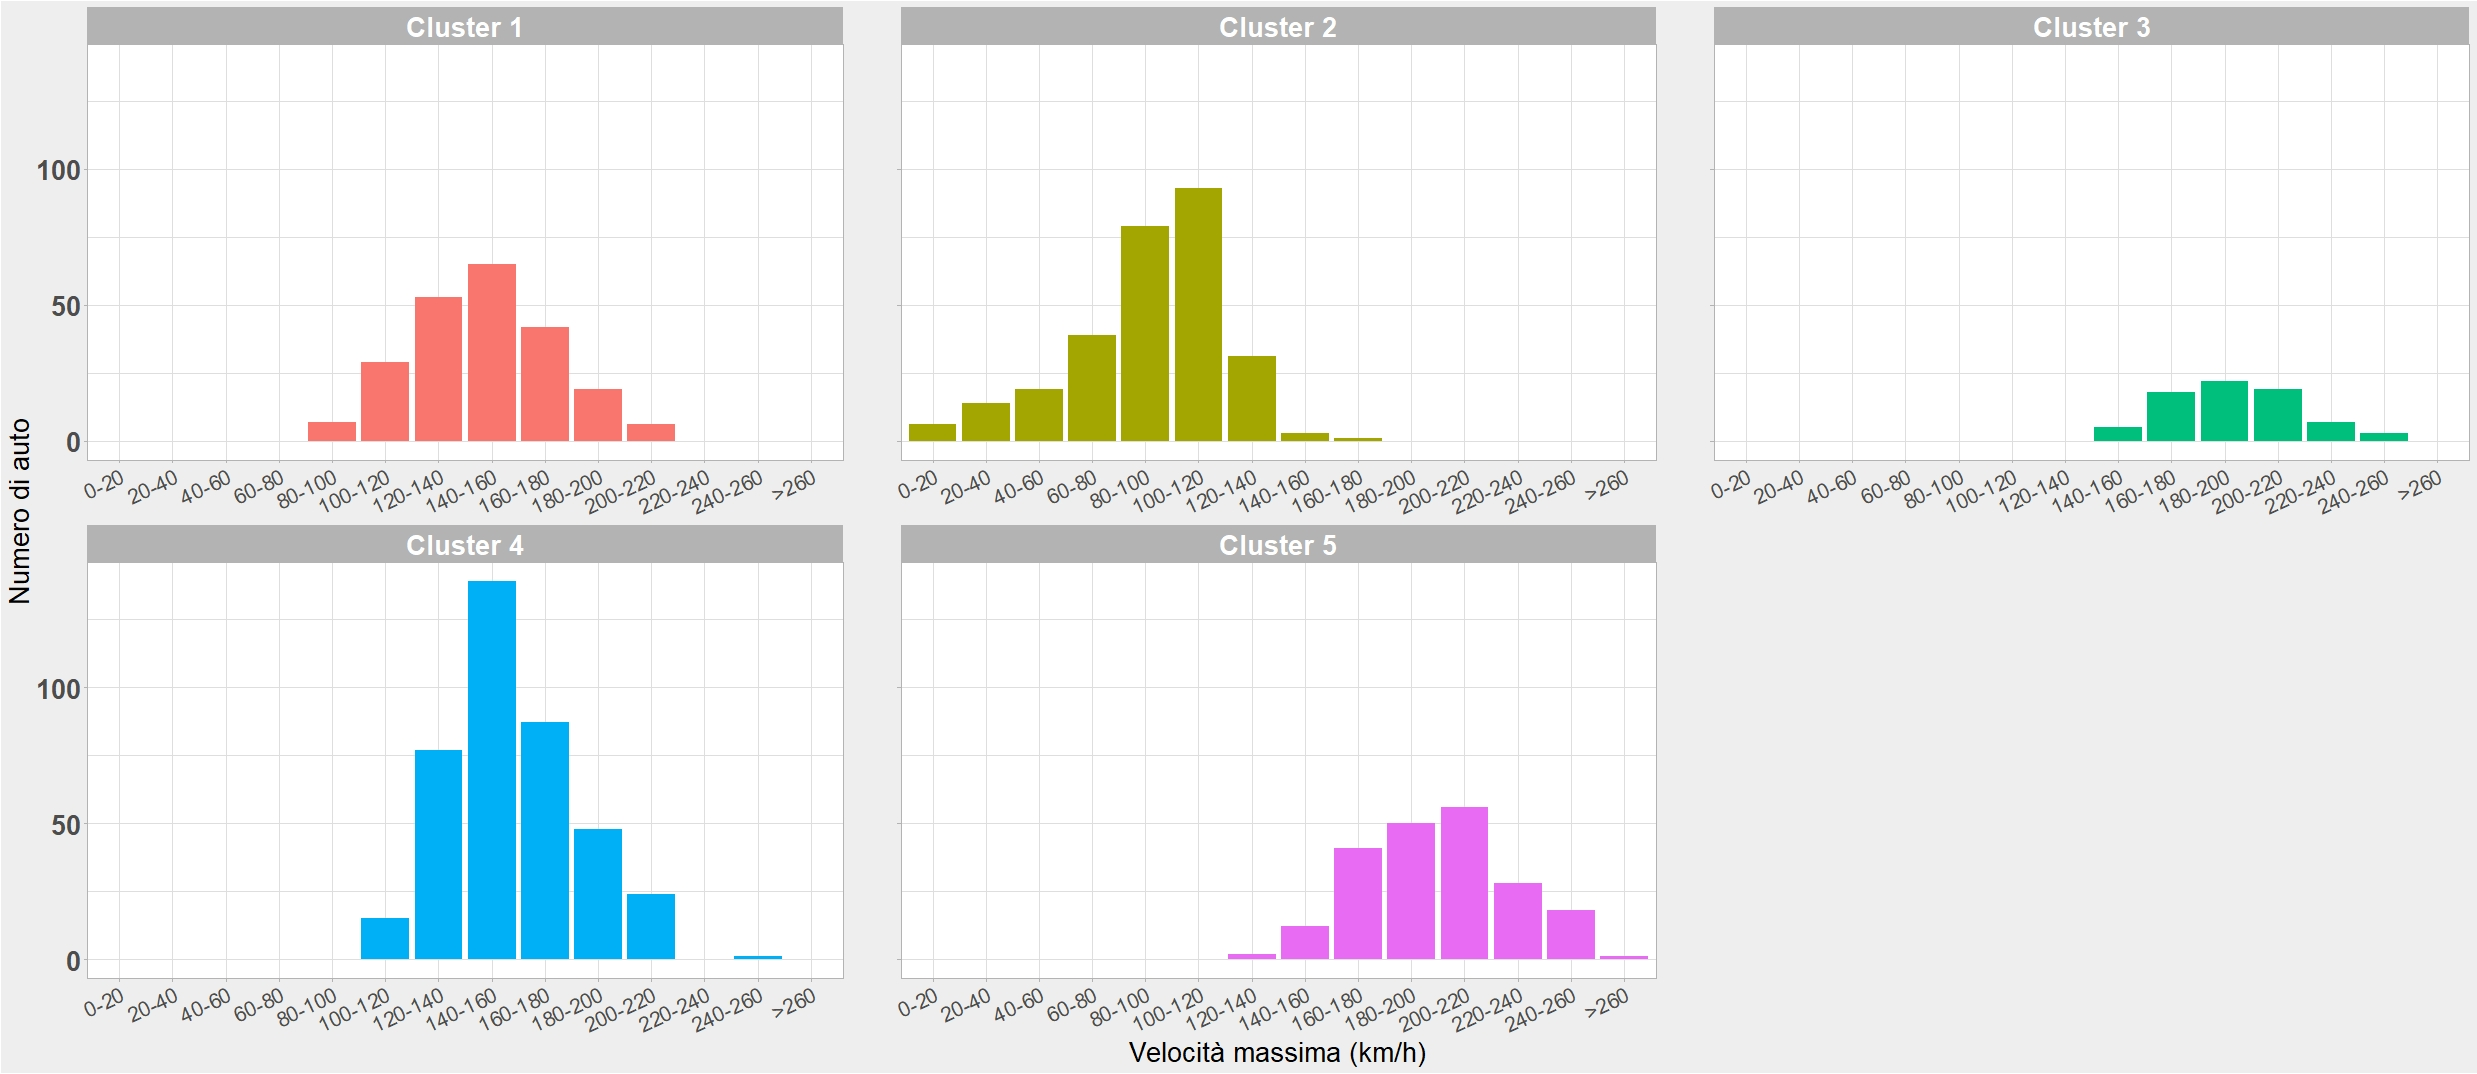 Cluster 1
Cluster 2
Cluster 3
100
50
0
0-20 20-40 40-60 60-80 80-100 100-120 120-140 140-160 160-180 180-200 200-220 220-240 240-260 >260
0-20 20-40 40-60 60-80 80-100 100-120 120-140 140-160 160-180 180-200 200-220 220-240 240-260 >260
0-20 20-40 40-60 60-80 80-100 100-120 120-140 140-160 160-180 180-200 200-220 220-240 240-260 >260
Numero di auto
Cluster 4
Cluster 5
100
50
0
0-20 20-40 40-60 60-80 80-100 100-120 120-140 140-160 160-180 180-200 200-220 220-240 240-260 >260
0-20 20-40 40-60 60-80 80-100 100-120 120-140 140-160 160-180 180-200 200-220 220-240 240-260 >260
Velocità massima (km/h)